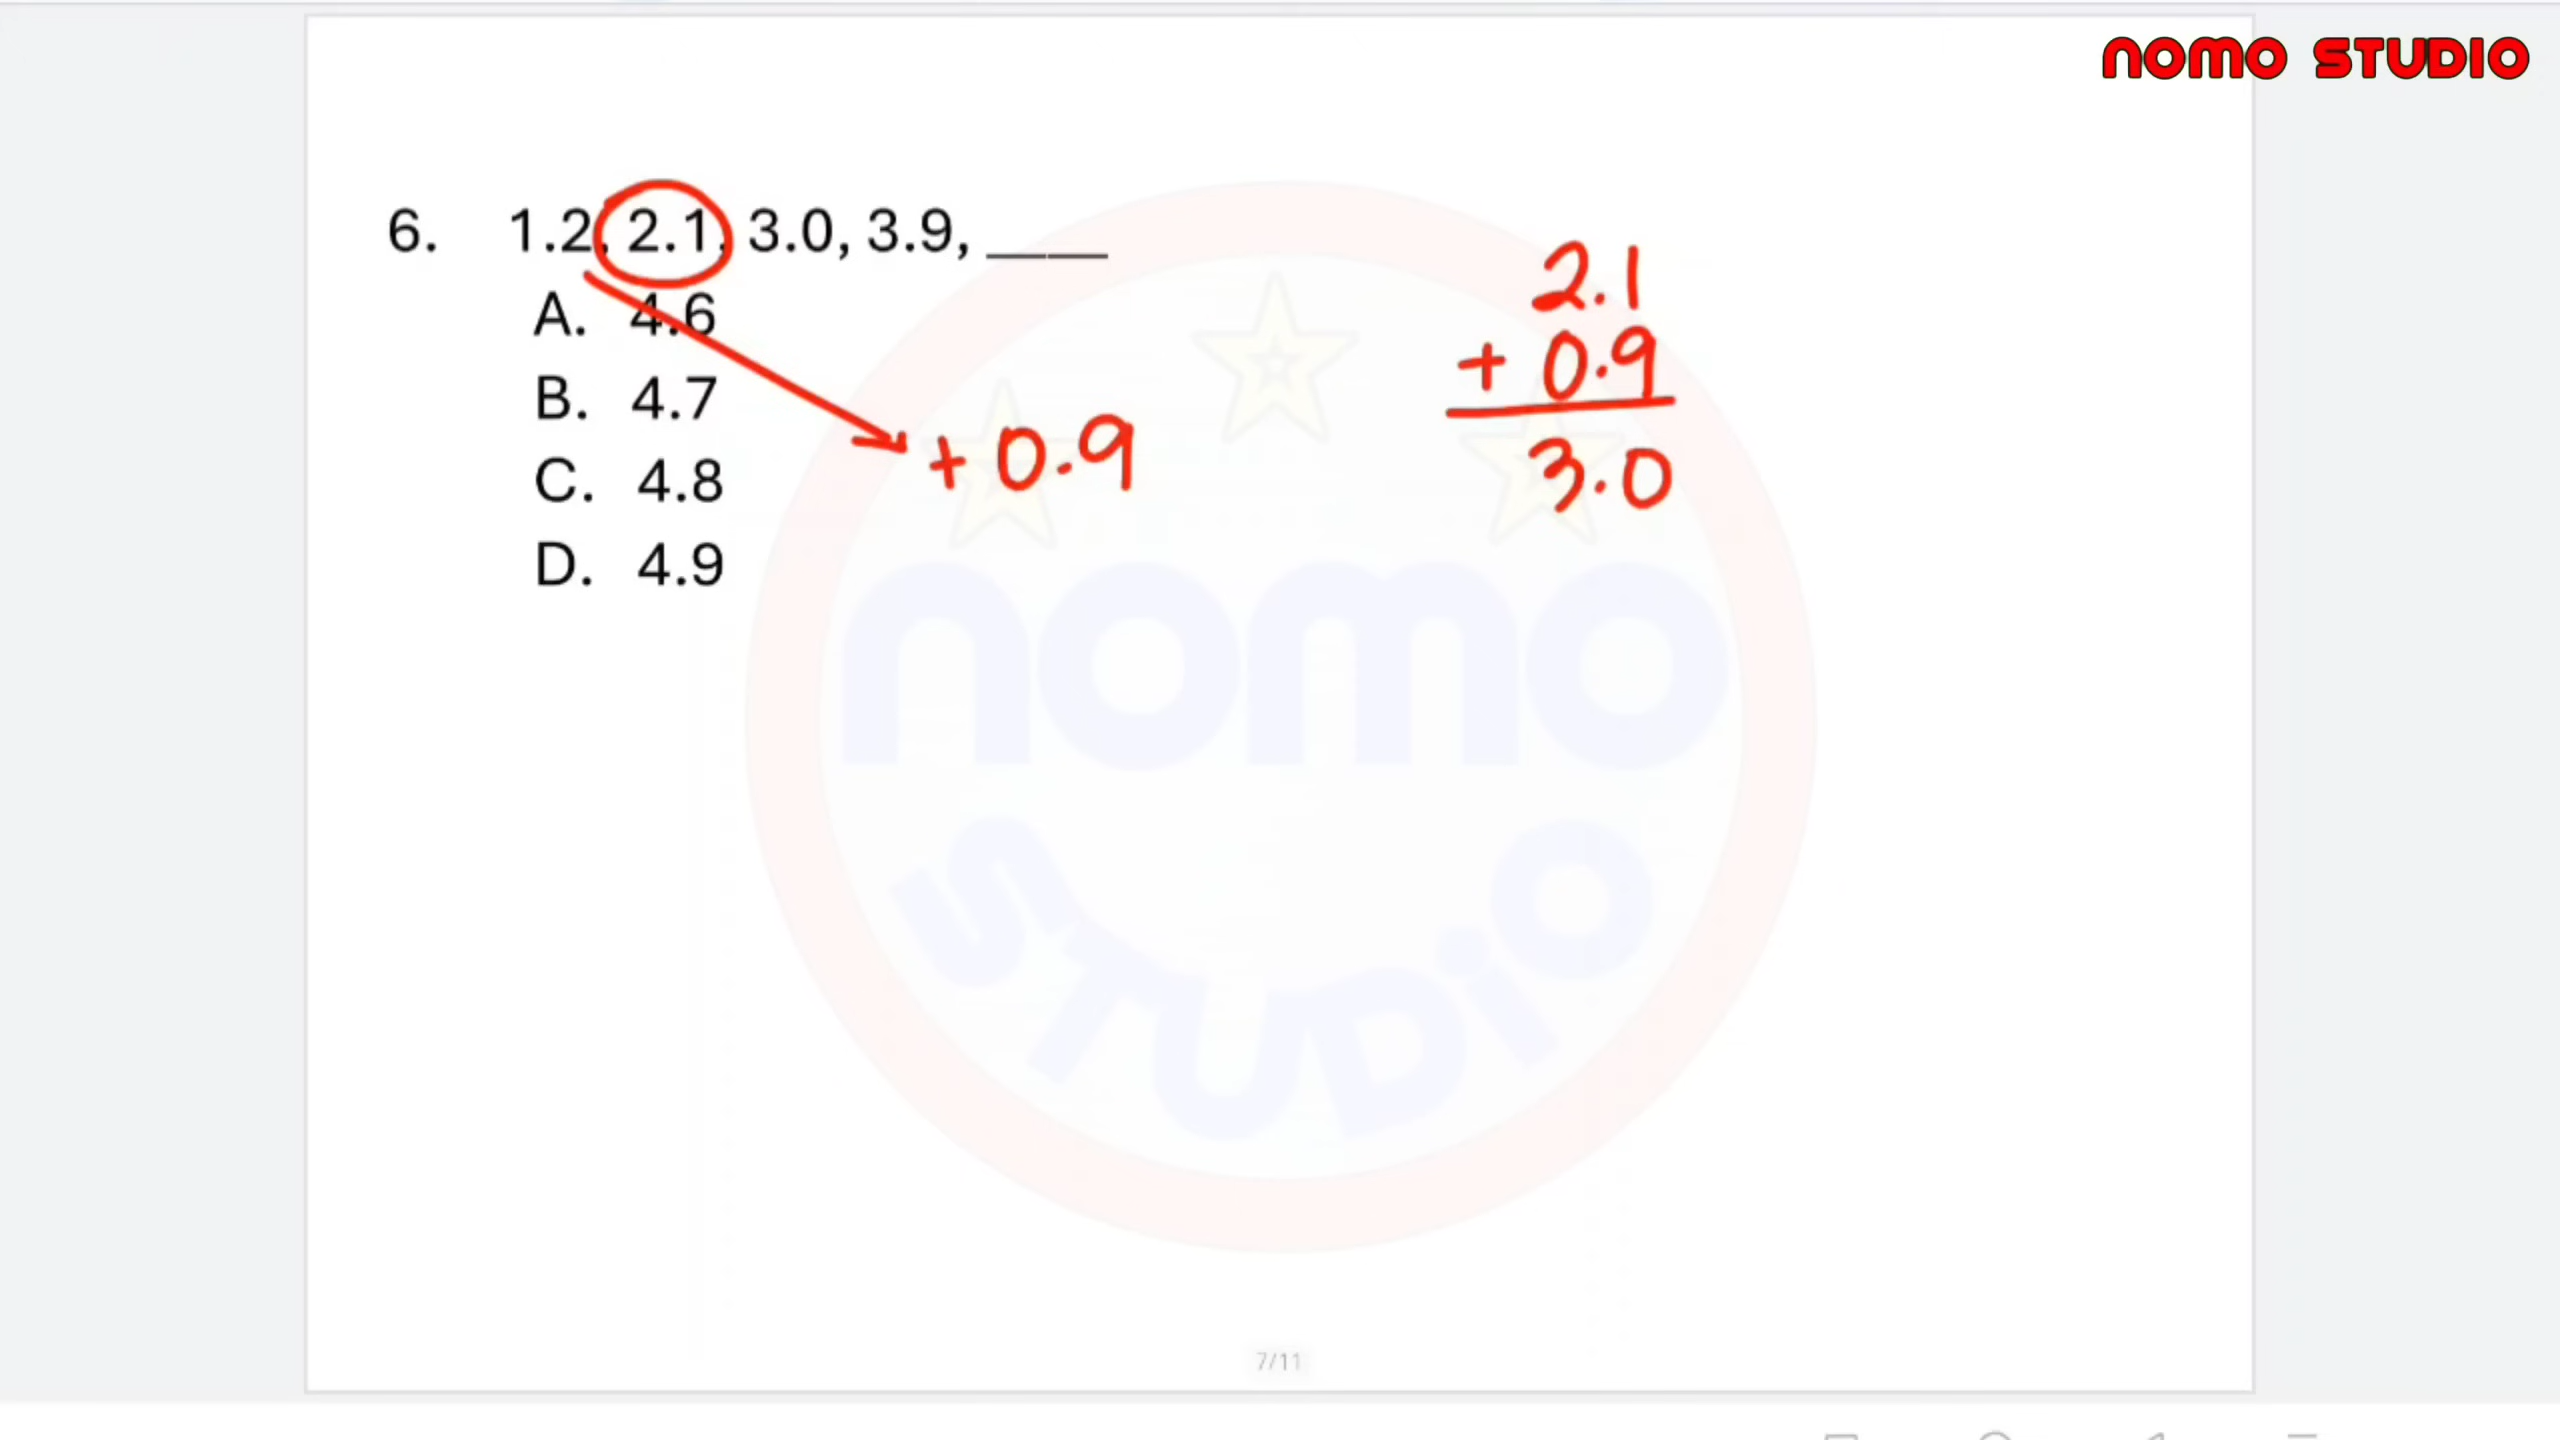 NOMO STUDIO
6. 1.2, 2.1, 3.0, 3.9, ____
A. 4.6
B. 4.7
C. 4.8
D. 4.9
+ 0.9
2.1
+ 0.9
3.0
nomo
STUDiO
7/11